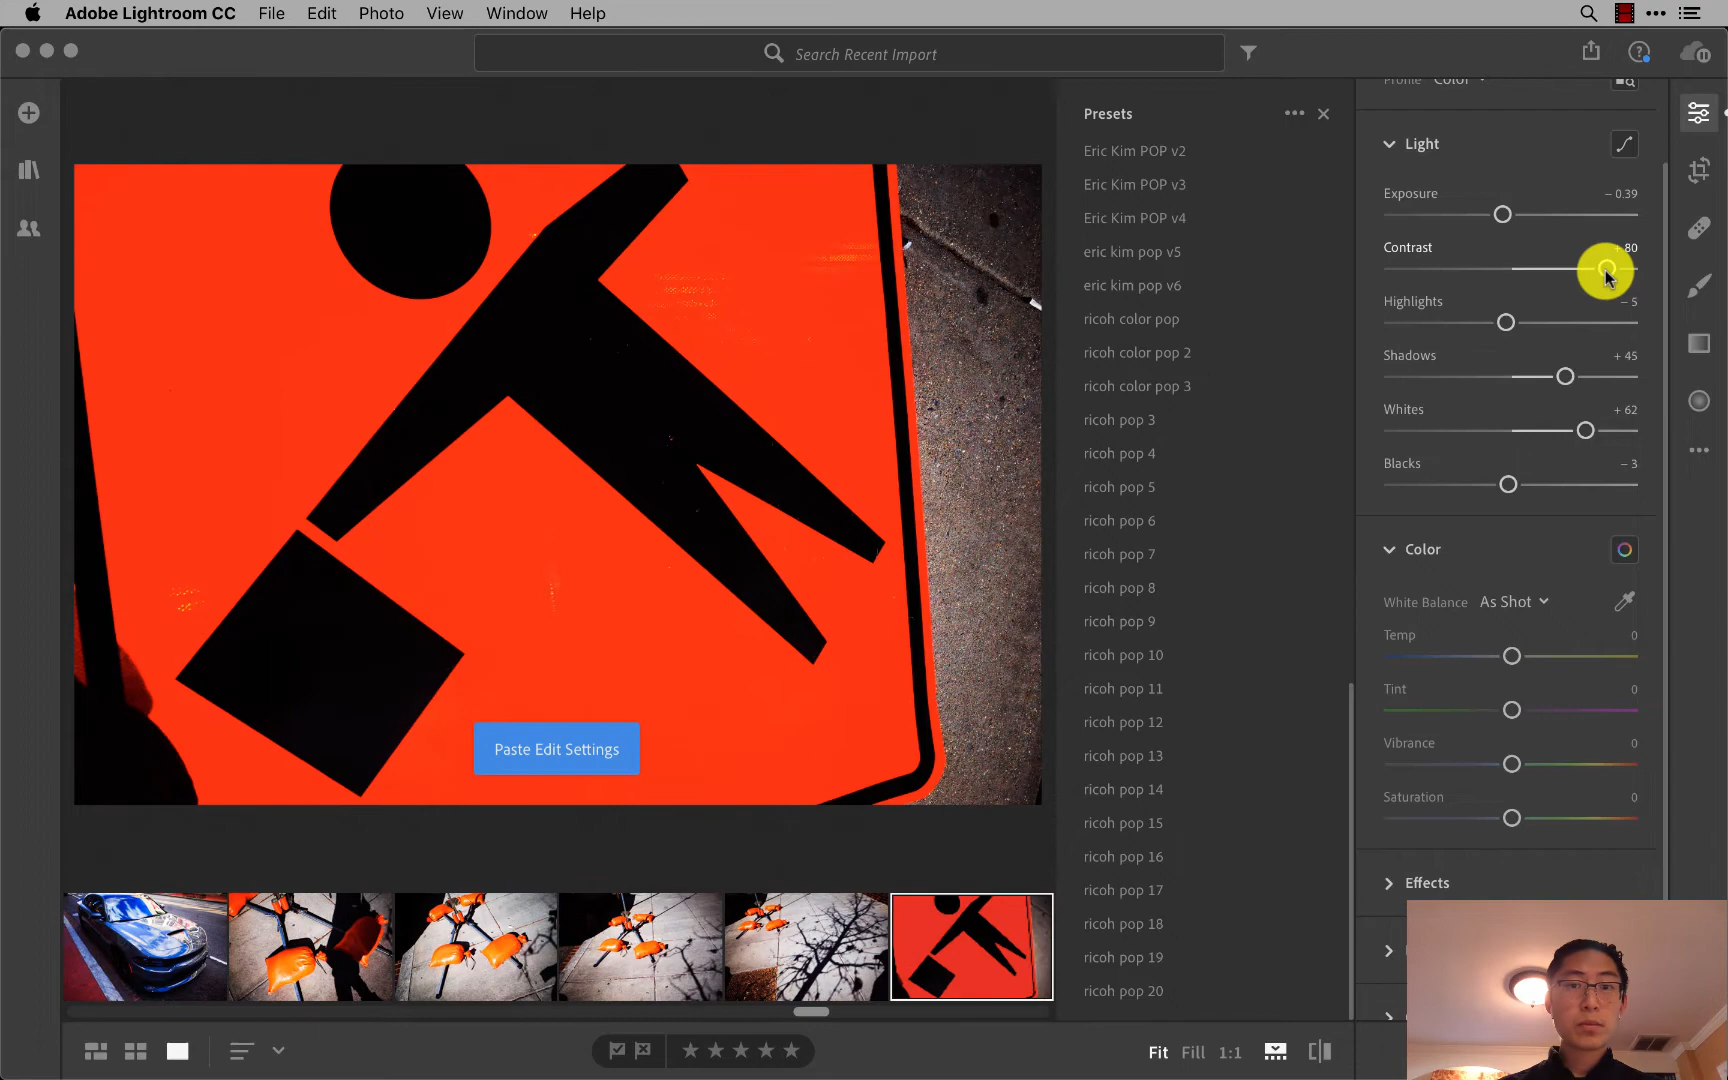 Adobe Lightroom CC File Edit Photo View Window Help
Search Recent Import
Profile Color
Presets
Eric Kim POP v2
Eric Kim POP v3
Eric Kim POP v4
eric kim pop v5
eric kim pop v6
ricoh color pop
ricoh color pop 2
ricoh color pop 3
ricoh pop 3
ricoh pop 4
ricoh pop 5
ricoh pop 6
ricoh pop 7
ricoh pop 8
ricoh pop 9
ricoh pop 10
ricoh pop 11
ricoh pop 12
ricoh pop 13
ricoh pop 14
ricoh pop 15
ricoh pop 16
ricoh pop 17
ricoh pop 18
ricoh pop 19
ricoh pop 20
Light
Exposure – 0.39
Contrast + 80
Highlights – 5
Shadows + 45
Whites + 62
Blacks – 3
Color
White Balance As Shot
Temp 0
Tint 0
Vibrance 0
Saturation 0
Effects
Paste Edit Settings
Fit Fill 1:1